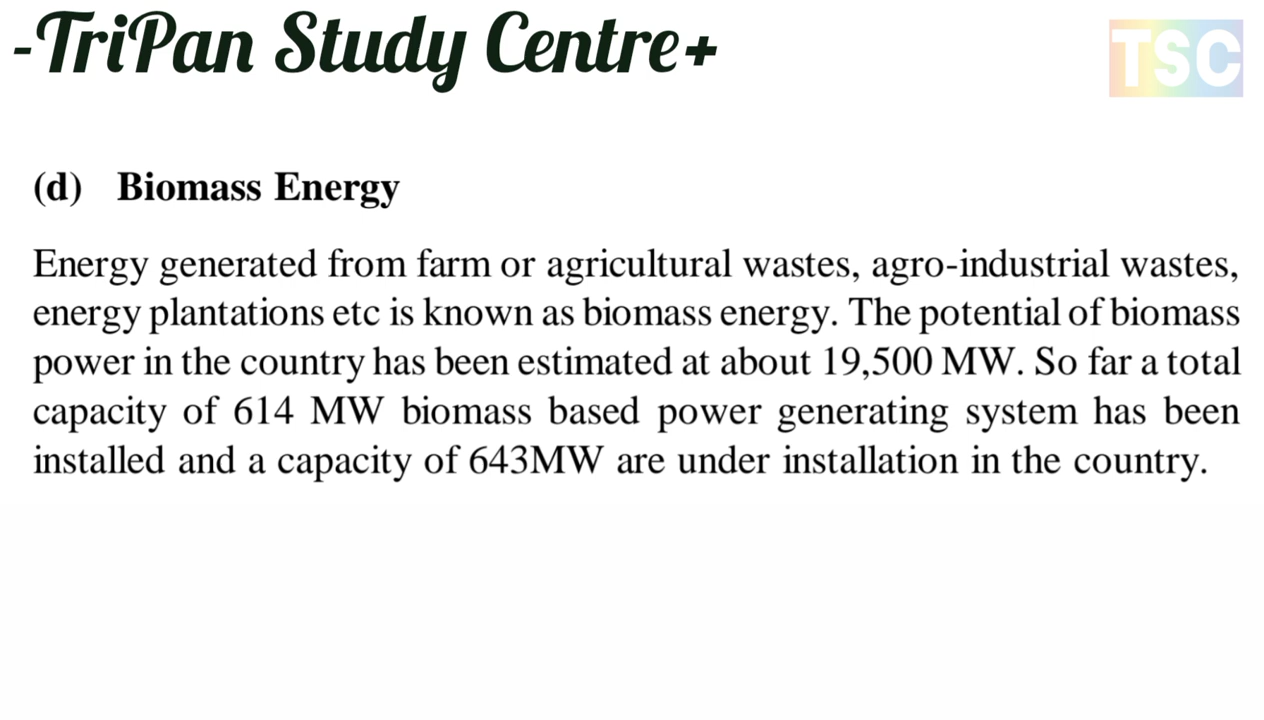 -TriPan Study Centre+
TSC
(d) Biomass Energy
Energy generated from farm or agricultural wastes, agro-industrial wastes,
energy plantations etc is known as biomass energy. The potential of biomass
power in the country has been estimated at about 19,500 MW. So far a total
capacity of 614 MW biomass based power generating system has been
installed and a capacity of 643MW are under installation in the country.